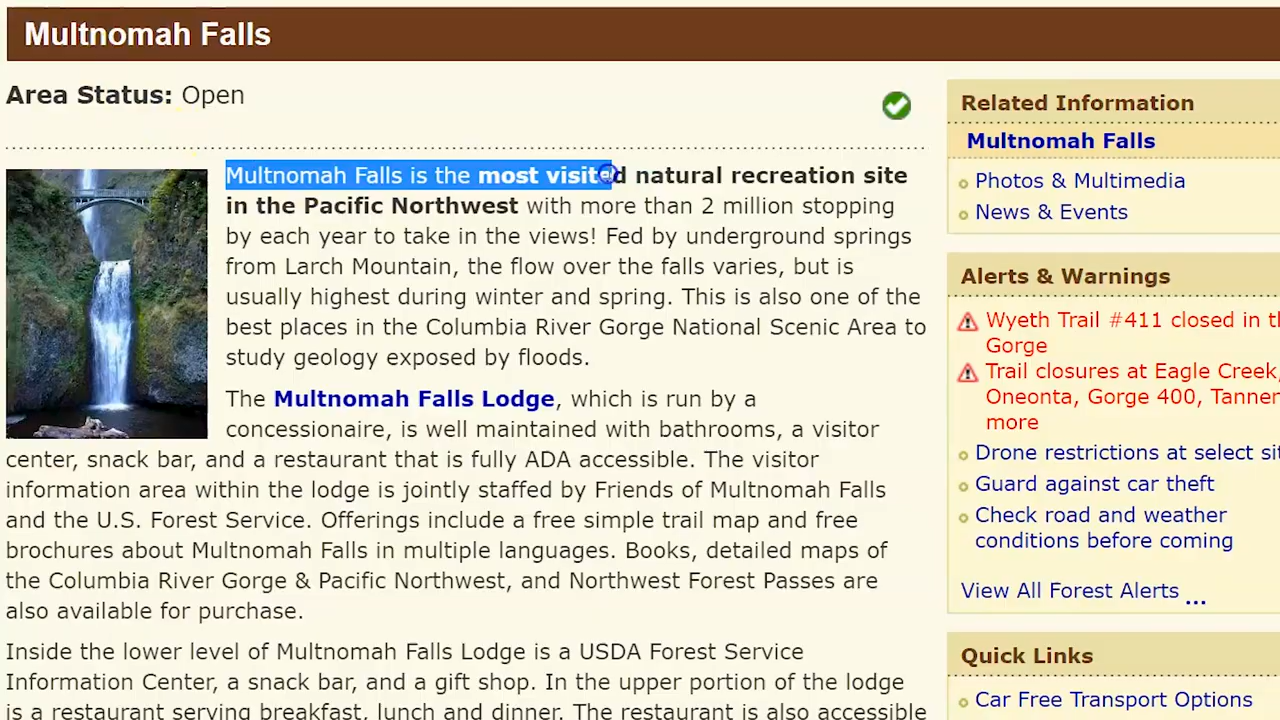 Multnomah Falls
Area Status: Open
Multnomah Falls is the most visited natural recreation site
in the Pacific Northwest with more than 2 million stopping
by each year to take in the views! Fed by underground springs
from Larch Mountain, the flow over the falls varies, but is
usually highest during winter and spring. This is also one of the
best places in the Columbia River Gorge National Scenic Area to
study geology exposed by floods.
The Multnomah Falls Lodge, which is run by a
concessionaire, is well maintained with bathrooms, a visitor
center, snack bar, and a restaurant that is fully ADA accessible. The visitor
information area within the lodge is jointly staffed by Friends of Multnomah Falls
and the U.S. Forest Service. Offerings include a free simple trail map and free
brochures about Multnomah Falls in multiple languages. Books, detailed maps of
the Columbia River Gorge & Pacific Northwest, and Northwest Forest Passes are
also available for purchase.
Inside the lower level of Multnomah Falls Lodge is a USDA Forest Service
Information Center, a snack bar, and a gift shop. In the upper portion of the lodge
is a restaurant serving breakfast, lunch and dinner. The restaurant is also accessible
Related Information
Multnomah Falls
Photos & Multimedia
News & Events
Alerts & Warnings
Wyeth Trail #411 closed in
Gorge
Trail closures at Eagle Creek,
Oneonta, Gorge 400, Tanner
more
Drone restrictions at select
Guard against car theft
Check road and weather
conditions before coming
View All Forest Alerts ...
Quick Links
Car Free Transport Options